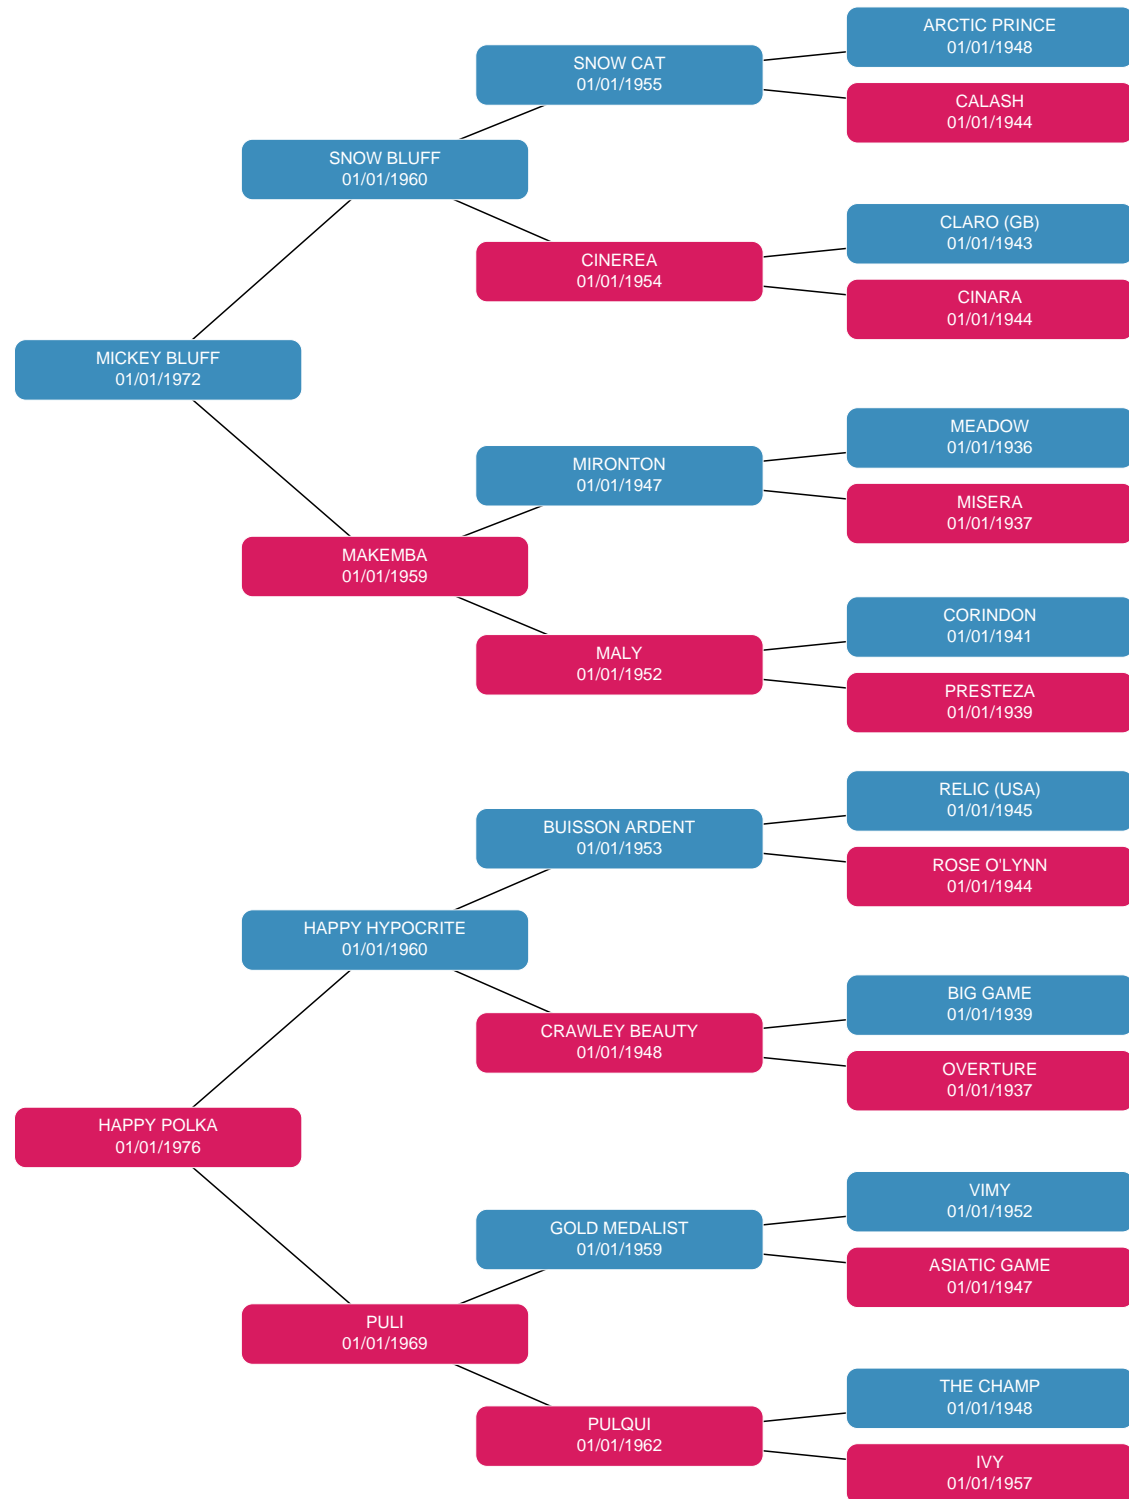 ARCTIC PRINCE
01/01/1948
SNOW CAT
01/01/1955
CALASH
01/01/1944
SNOW BLUFF
01/01/1960
CLARO (GB)
01/01/1943
CINEREA
01/01/1954
CINARA
01/01/1944
MICKEY BLUFF
01/01/1972
MEADOW
01/01/1936
MIRONTON
01/01/1947
MISERA
01/01/1937
MAKEMBA
01/01/1959
CORINDON
01/01/1941
MALY
01/01/1952
PRESTEZA
01/01/1939
RELIC (USA)
01/01/1945
BUISSON ARDENT
01/01/1953
ROSE O'LYNN
01/01/1944
HAPPY HYPOCRITE
01/01/1960
BIG GAME
01/01/1939
CRAWLEY BEAUTY
01/01/1948
OVERTURE
01/01/1937
HAPPY POLKA
01/01/1976
VIMY
01/01/1952
GOLD MEDALIST
01/01/1959
ASIATIC GAME
01/01/1947
PULI
01/01/1969
THE CHAMP
01/01/1948
PULQUI
01/01/1962
IVY
01/01/1957